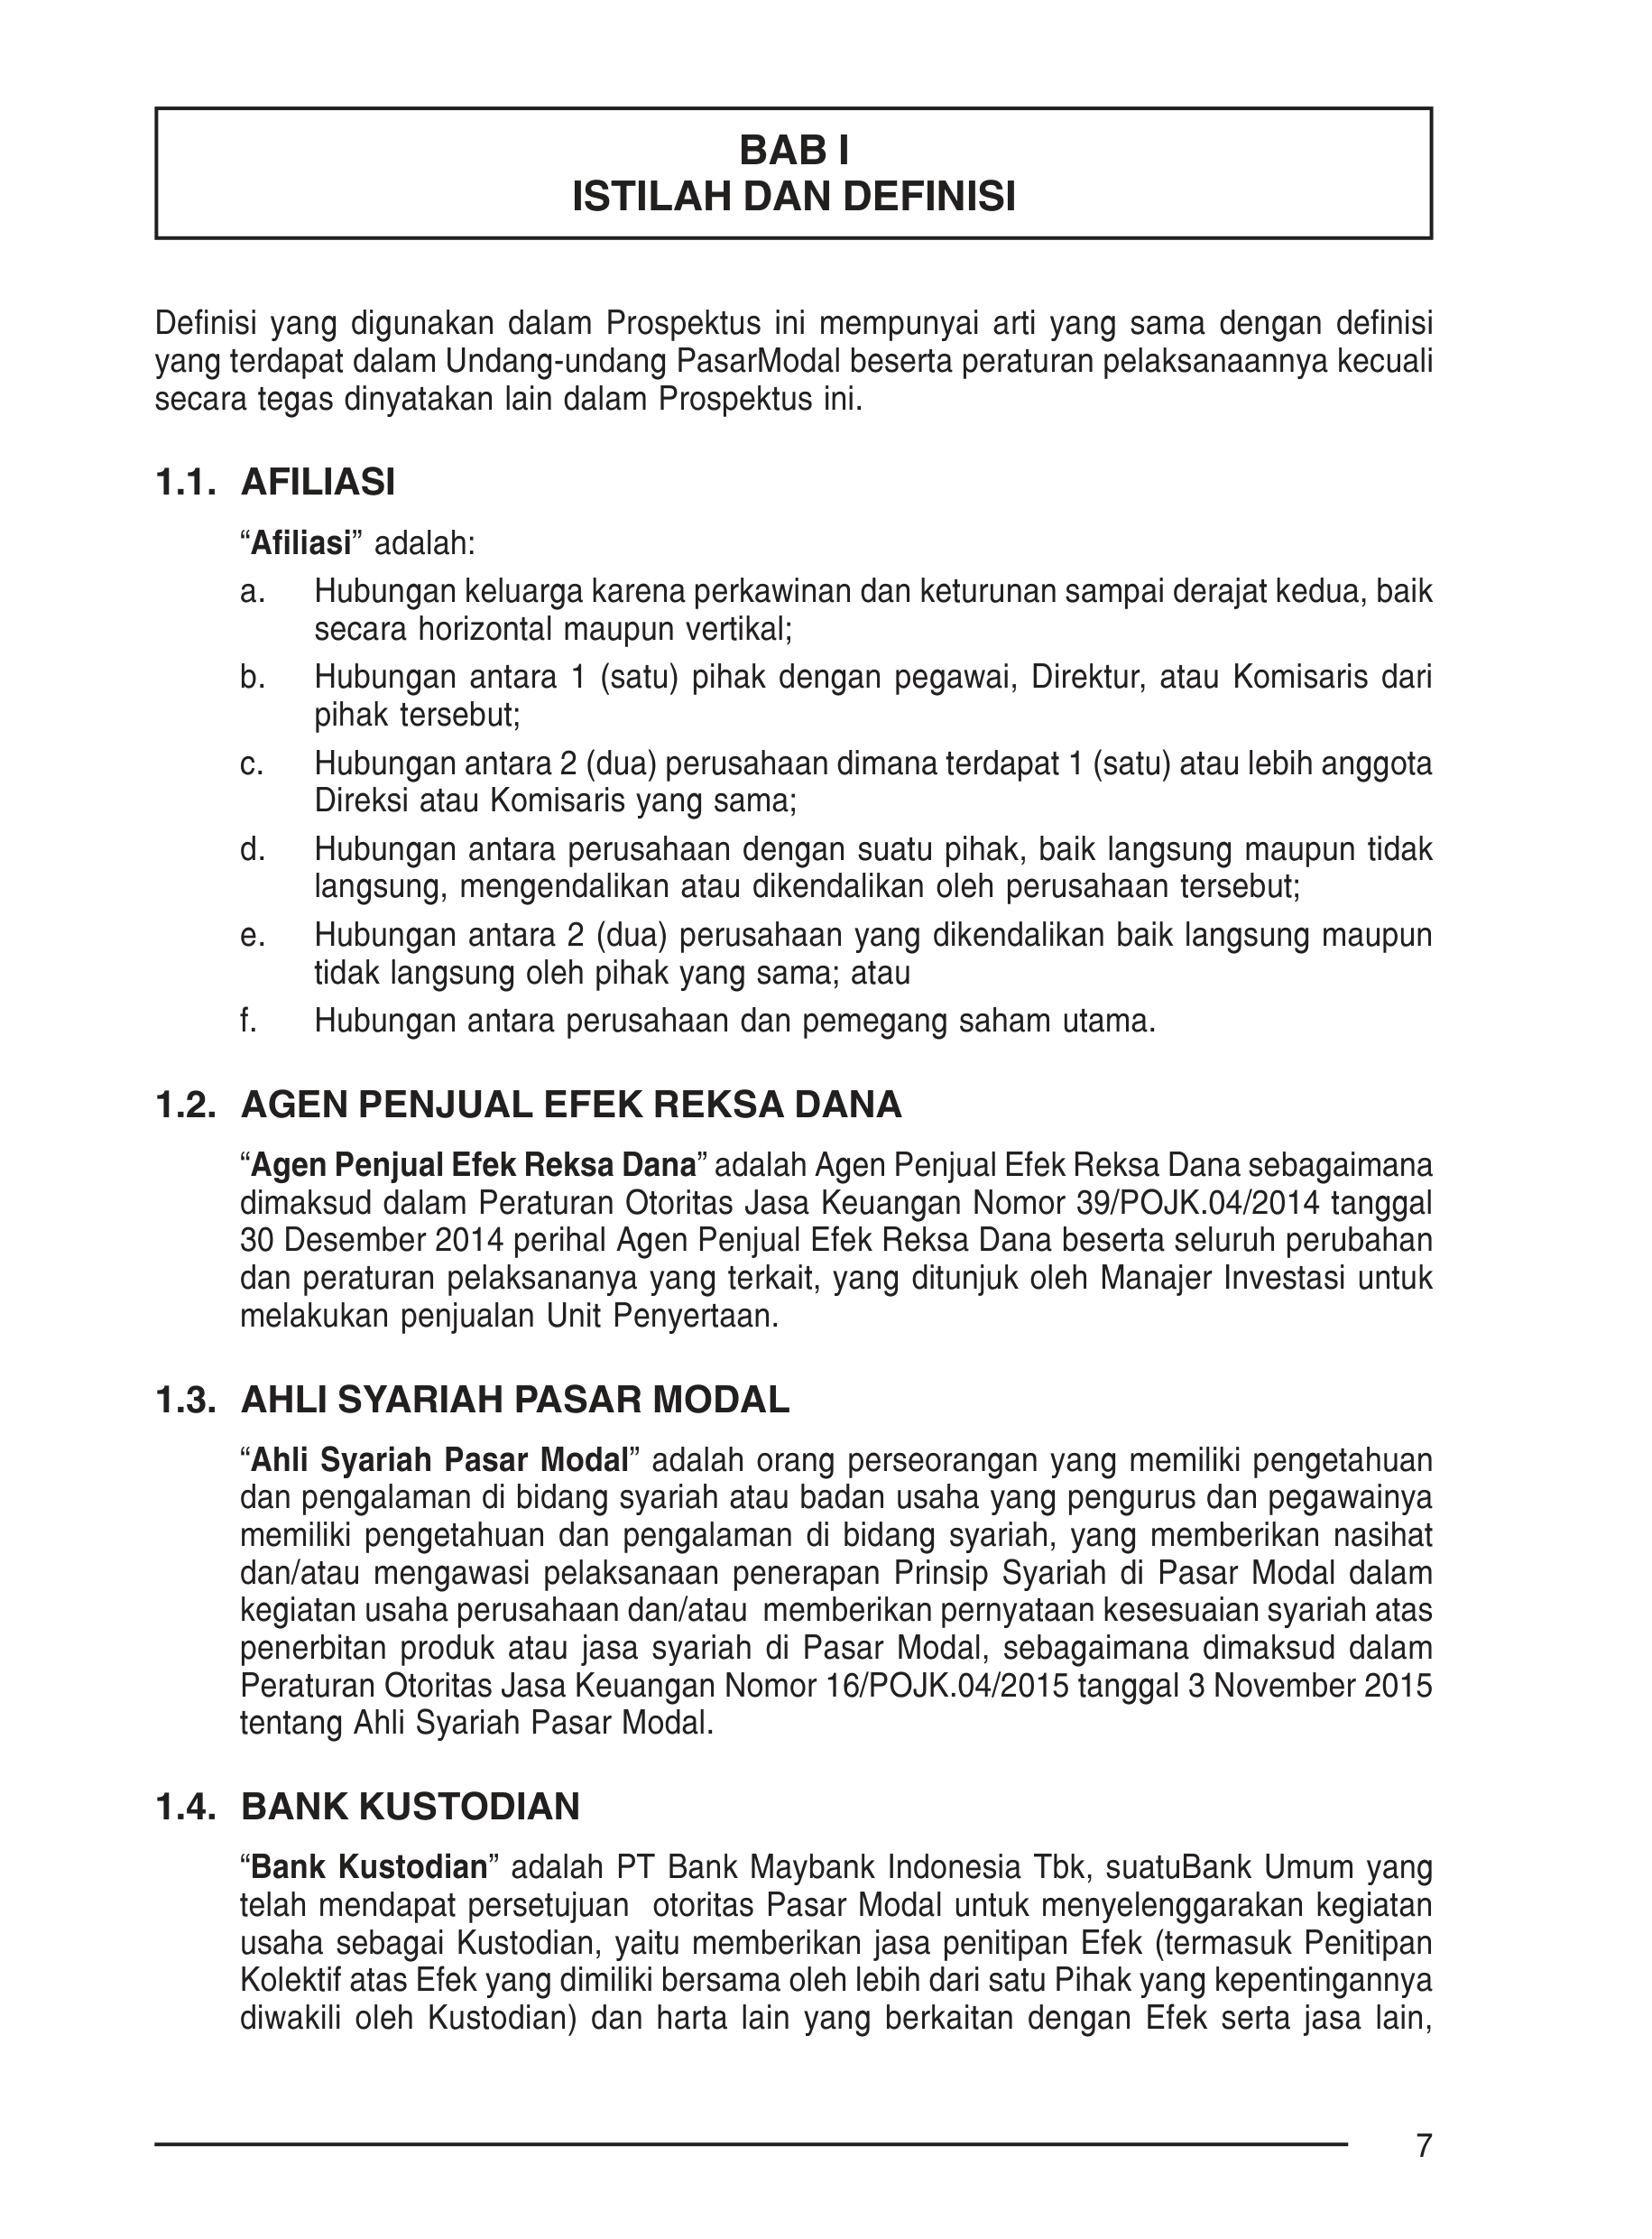 BAB I
ISTILAH DAN DEFINISI
Definisi yang digunakan dalam Prospektus ini mempunyai arti yang sama dengan definisi
yang terdapat dalam Undang-undang PasarModal beserta peraturan pelaksanaannya kecuali
secara tegas dinyatakan lain dalam Prospektus ini.
1.1. AFILIASI
“Afiliasi” adalah:
a. Hubungan keluarga karena perkawinan dan keturunan sampai derajat kedua, baik
secara horizontal maupun vertikal;
b. Hubungan antara 1 (satu) pihak dengan pegawai, Direktur, atau Komisaris dari
pihak tersebut;
c. Hubungan antara 2 (dua) perusahaan dimana terdapat 1 (satu) atau lebih anggota
Direksi atau Komisaris yang sama;
d. Hubungan antara perusahaan dengan suatu pihak, baik langsung maupun tidak
langsung, mengendalikan atau dikendalikan oleh perusahaan tersebut;
e. Hubungan antara 2 (dua) perusahaan yang dikendalikan baik langsung maupun
tidak langsung oleh pihak yang sama; atau
f. Hubungan antara perusahaan dan pemegang saham utama.
1.2. AGEN PENJUAL EFEK REKSA DANA
“Agen Penjual Efek Reksa Dana” adalah Agen Penjual Efek Reksa Dana sebagaimana
dimaksud dalam Peraturan Otoritas Jasa Keuangan Nomor 39/POJK.04/2014 tanggal
30 Desember 2014 perihal Agen Penjual Efek Reksa Dana beserta seluruh perubahan
dan peraturan pelaksananya yang terkait, yang ditunjuk oleh Manajer Investasi untuk
melakukan penjualan Unit Penyertaan.
1.3. AHLI SYARIAH PASAR MODAL
“Ahli Syariah Pasar Modal” adalah orang perseorangan yang memiliki pengetahuan
dan pengalaman di bidang syariah atau badan usaha yang pengurus dan pegawainya
memiliki pengetahuan dan pengalaman di bidang syariah, yang memberikan nasihat
dan/atau mengawasi pelaksanaan penerapan Prinsip Syariah di Pasar Modal dalam
kegiatan usaha perusahaan dan/atau memberikan pernyataan kesesuaian syariah atas
penerbitan produk atau jasa syariah di Pasar Modal, sebagaimana dimaksud dalam
Peraturan Otoritas Jasa Keuangan Nomor 16/POJK.04/2015 tanggal 3 November 2015
tentang Ahli Syariah Pasar Modal.
1.4. BANK KUSTODIAN
“Bank Kustodian” adalah PT Bank Maybank Indonesia Tbk, suatuBank Umum yang
telah mendapat persetujuan otoritas Pasar Modal untuk menyelenggarakan kegiatan
usaha sebagai Kustodian, yaitu memberikan jasa penitipan Efek (termasuk Penitipan
Kolektif atas Efek yang dimiliki bersama oleh lebih dari satu Pihak yang kepentingannya
diwakili oleh Kustodian) dan harta lain yang berkaitan dengan Efek serta jasa lain,
7